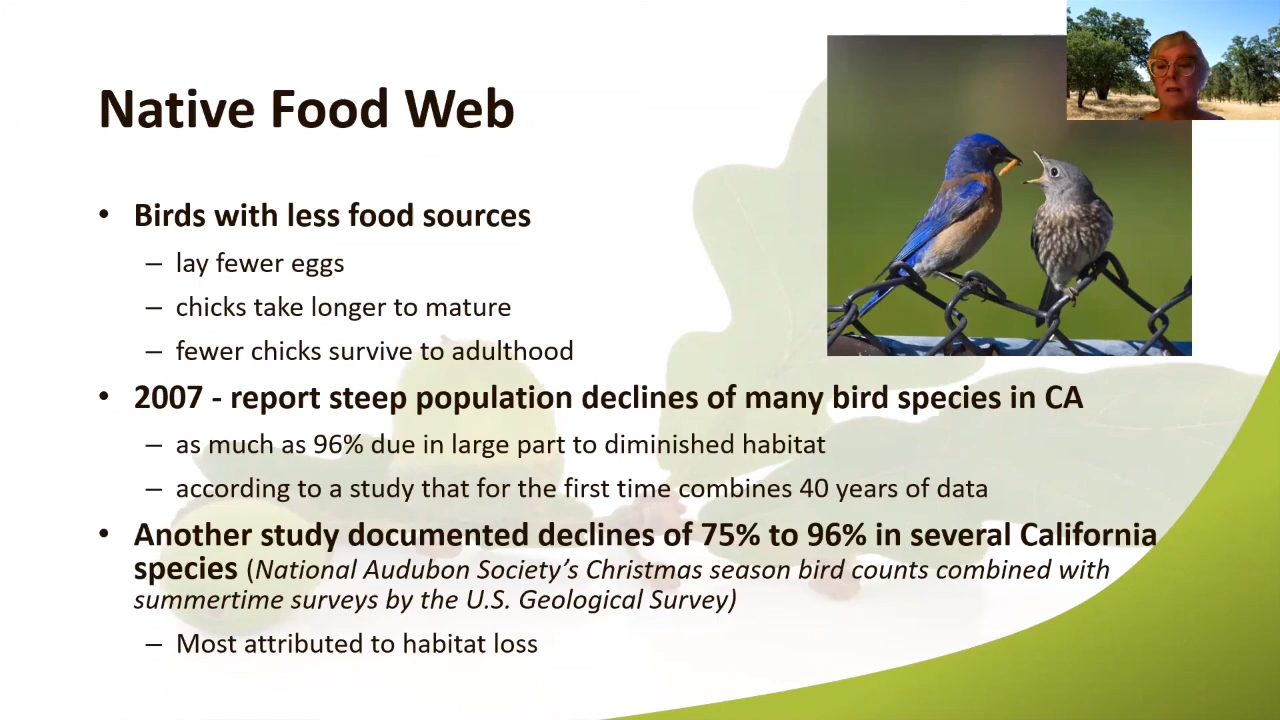 Native Food Web
• Birds with less food sources
– lay fewer eggs
– chicks take longer to mature
– fewer chicks survive to adulthood
• 2007 - report steep population declines of many bird species in CA
– as much as 96% due in large part to diminished habitat
– according to a study that for the first time combines 40 years of data
• Another study documented declines of 75% to 96% in several California
species (National Audubon Society’s Christmas season bird counts combined with
summertime surveys by the U.S. Geological Survey)
– Most attributed to habitat loss